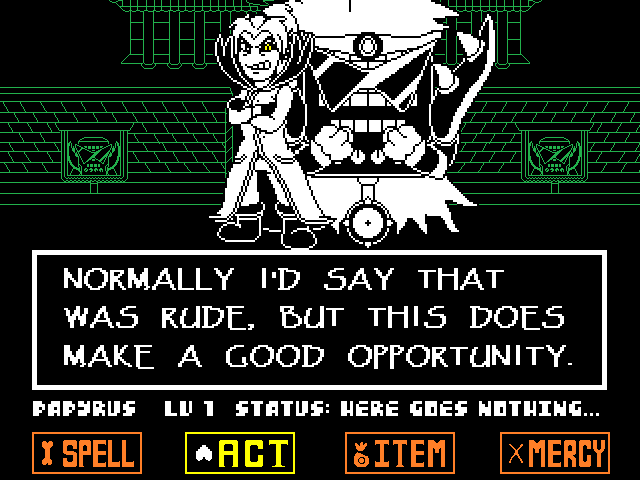 NORMALLY I'D SAY THAT
WAS RUDE, BUT THIS DOES
MAKE A GOOD OPPORTUNITY.
PAPYRUS LV 1 STATUS: HERE GOES NOTHING...
SPELL ACT ITEM MERCY